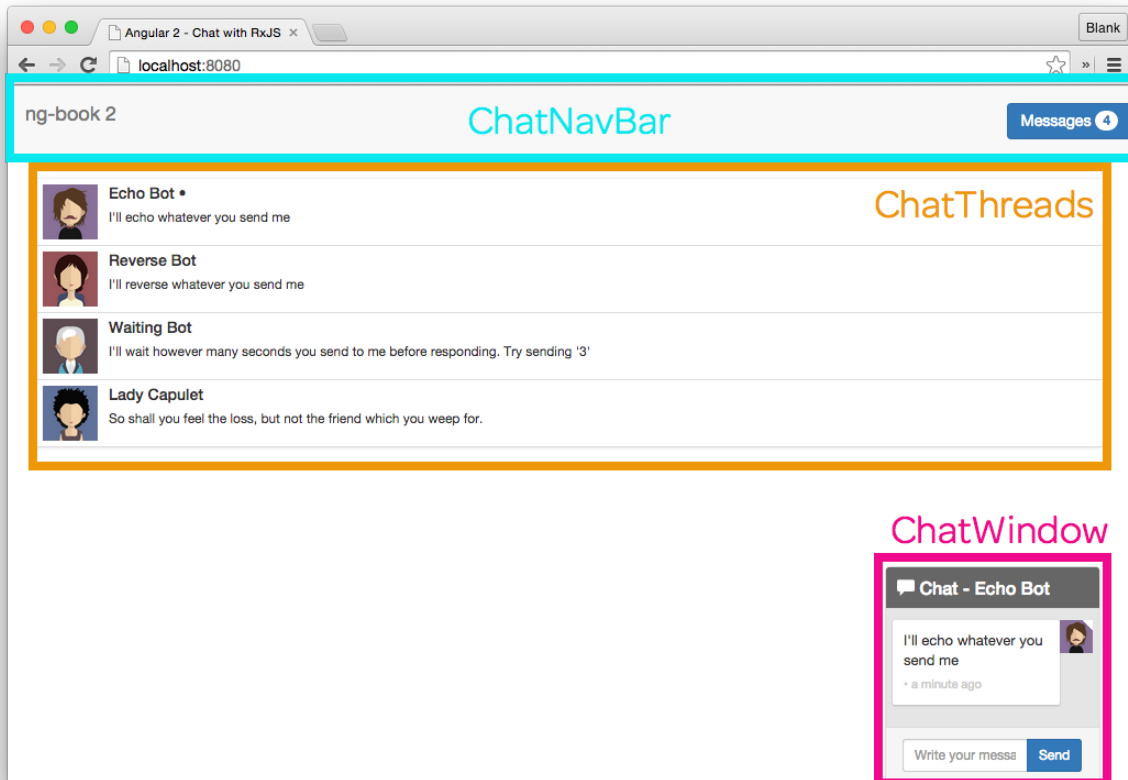 Angular 2 - Chat with RxJS
Blank
localhost:8080
ng-book 2
ChatNavBar
Messages 4
ChatThreads
Echo Bot •
I'll echo whatever you send me
Reverse Bot
I'll reverse whatever you send me
Waiting Bot
I'll wait however many seconds you send to me before responding. Try sending '3'
Lady Capulet
So shall you feel the loss, but not the friend which you weep for.
ChatWindow
Chat - Echo Bot
I'll echo whatever you
send me
• a minute ago
Write your messa
Send